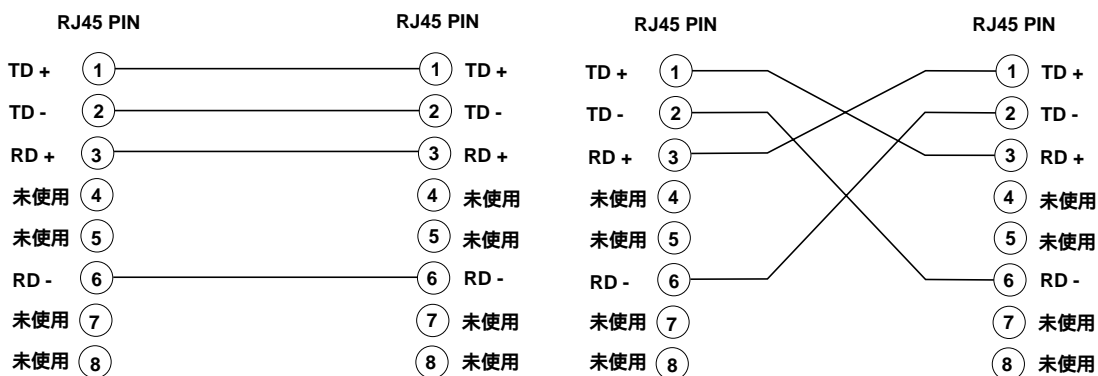 RJ45 PIN RJ45 PIN
TD + 1 1 TD +
TD - 2 2 TD -
RD + 3 3 RD +
未使用 4 4 未使用
未使用 5 5 未使用
RD - 6 6 RD -
未使用 7 7 未使用
未使用 8 8 未使用
RJ45 PIN RJ45 PIN
TD + 1 1 TD +
TD - 2 2 TD -
RD + 3 3 RD +
未使用 4 4 未使用
未使用 5 5 未使用
RD - 6 6 RD -
未使用 7 7 未使用
未使用 8 8 未使用